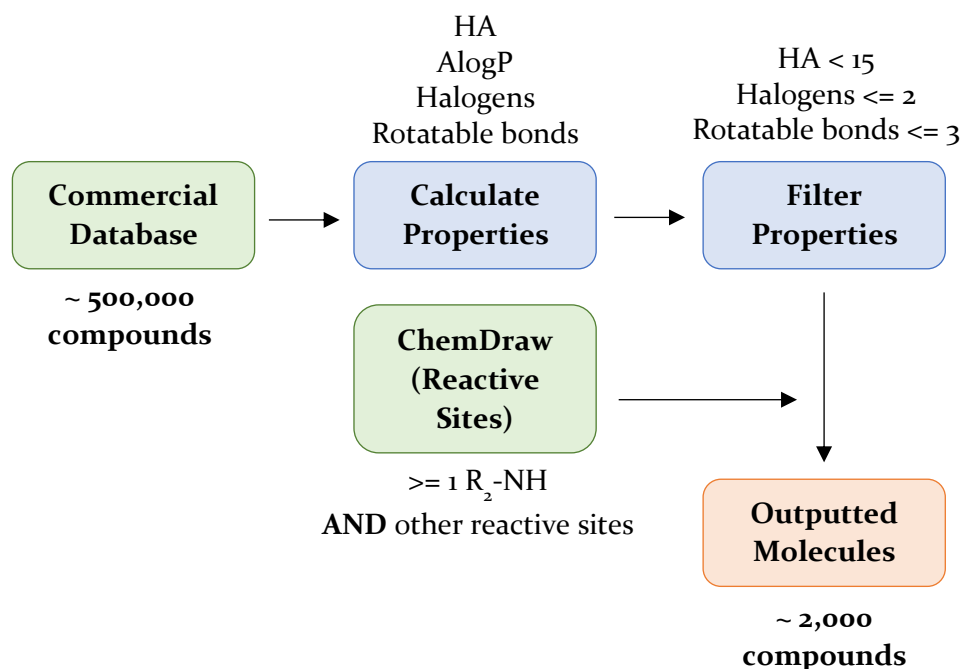 HA
AlogP
Halogens
Rotatable bonds
HA < 15
Halogens <= 2
Rotatable bonds <= 3
Commercial
Database
Calculate
Properties
Filter
Properties
~ 500,000
compounds
ChemDraw
(Reactive
Sites)
>= 1 R₂-NH
AND other reactive sites
Outputted
Molecules
~ 2,000
compounds